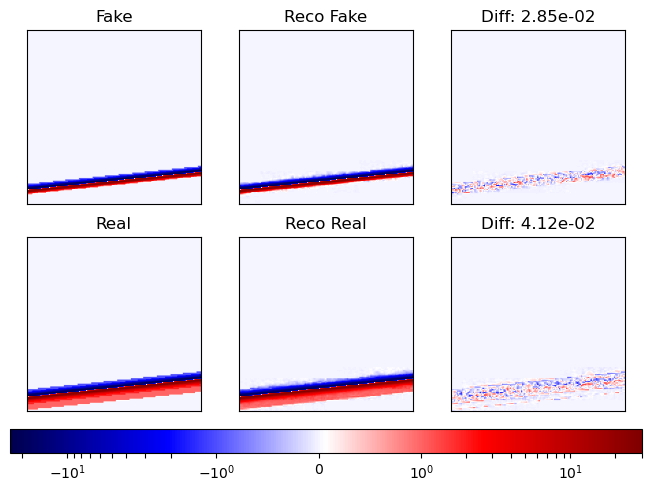 Fake
Reco Fake
Diff: 2.85e-02
Real
Reco Real
Diff: 4.12e-02
−10¹ −10⁰ 0 10⁰ 10¹